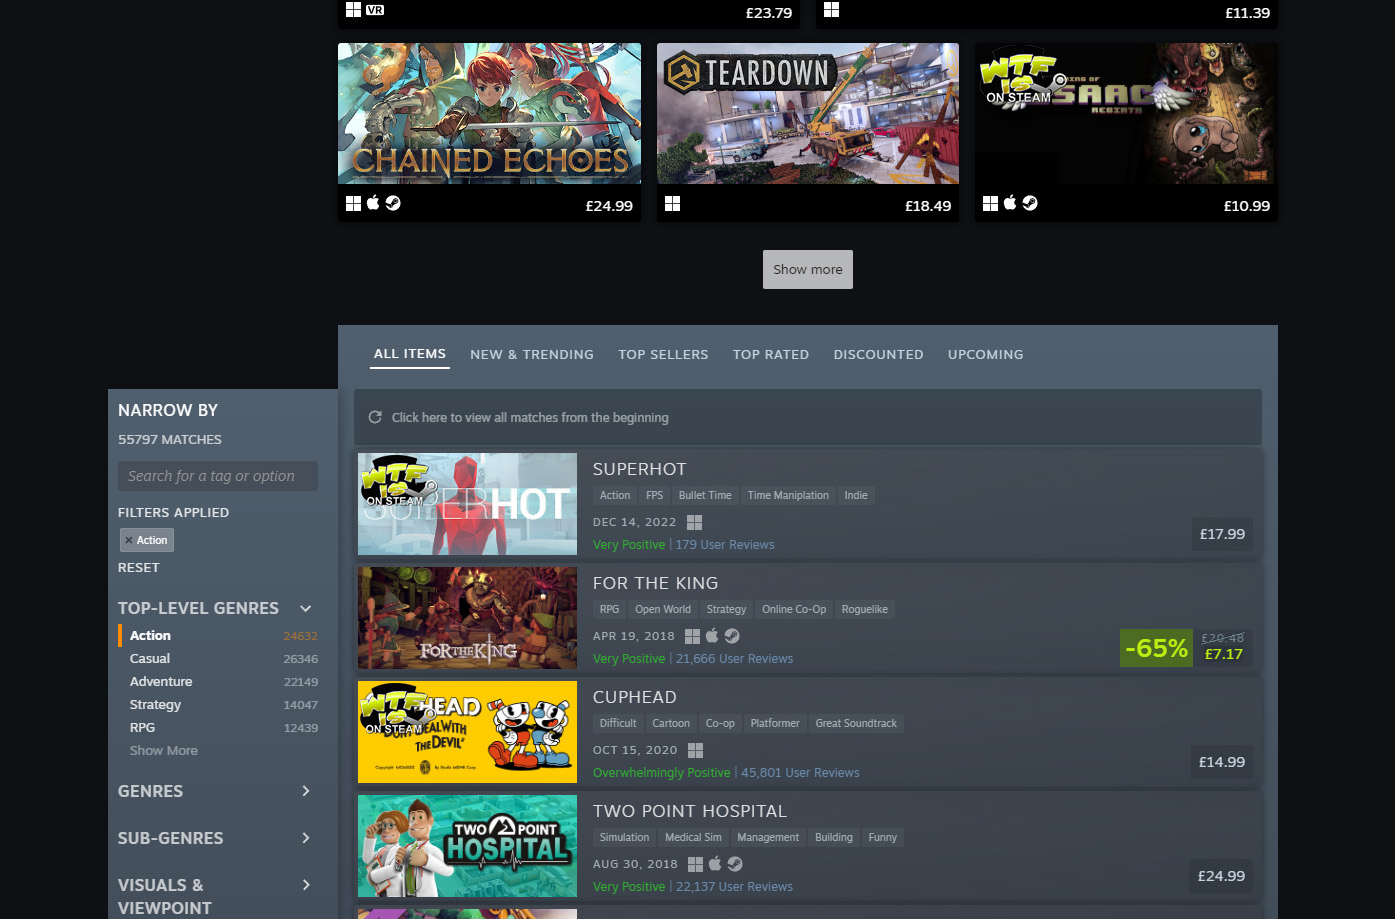 VR
£23.79
£11.39
CHAINED ECHOES
TEARDOWN
WTF
IS
ON STEAM
ING OF
SAAC
REBIRTH
£24.99
£18.49
£10.99
Show more
ALL ITEMS NEW & TRENDING TOP SELLERS TOP RATED DISCOUNTED UPCOMING
NARROW BY
55797 MATCHES
Search for a tag or option
FILTERS APPLIED
× Action
RESET
TOP-LEVEL GENRES
Action 24632
Casual 26346
Adventure 22149
Strategy 14047
RPG 12439
Show More
GENRES
SUB-GENRES
VISUALS &
VIEWPOINT
Click here to view all matches from the beginning
WTF
IS
ON STEAM
SUPERHOT
SUPERHOT
Action FPS Bullet Time Time Maniplation Indie
DEC 14, 2022
Very Positive | 179 User Reviews
£17.99
FOR THE KING
FOR THE KING
RPG Open World Strategy Online Co-Op Roguelike
APR 19, 2018
Very Positive | 21,666 User Reviews
-65%
£20.48
£7.17
WTF
IS
ON STEAM
HEAD
DEAL WITH
THE DEVIL'
CUPHEAD
Difficult Cartoon Co-op Platformer Great Soundtrack
OCT 15, 2020
Overwhelmingly Positive | 45,801 User Reviews
£14.99
TWO POINT
HOSPITAL
TWO POINT HOSPITAL
Simulation Medical Sim Management Building Funny
AUG 30, 2018
Very Positive | 22,137 User Reviews
£24.99